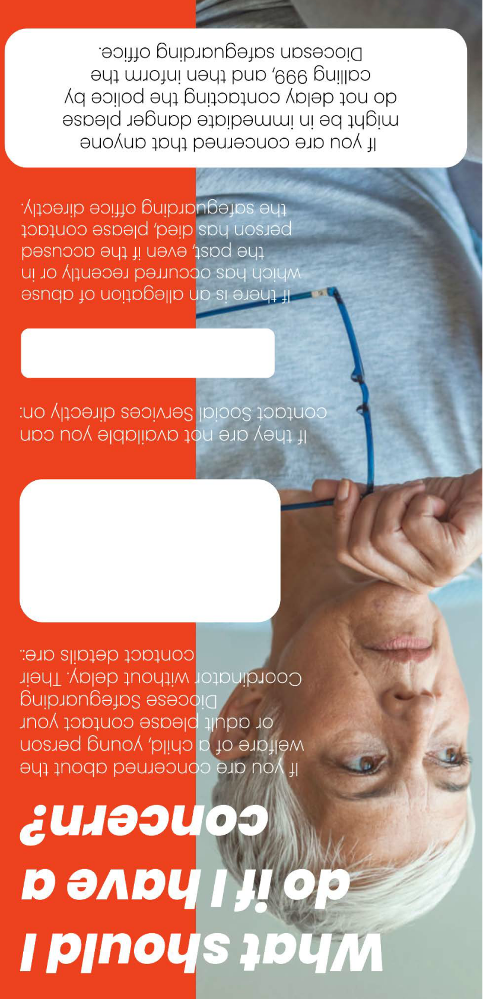 What should I
do if I have a
concern?
If you are concerned about the
welfare of a child, young person
or adult please contact your
Diocese Safeguarding
Coordinator without delay. Their
contact details are:.
If they are not available you can
contact Social Services directly on:
If there is an allegation of abuse
which has occurred recently or in
the past, even if the accused
person has died, please contact
the safeguarding office directly.
If you are concerned that anyone
might be in immediate danger please
do not delay contacting the police by
calling 999, and then inform the
Diocesan safeguarding office.